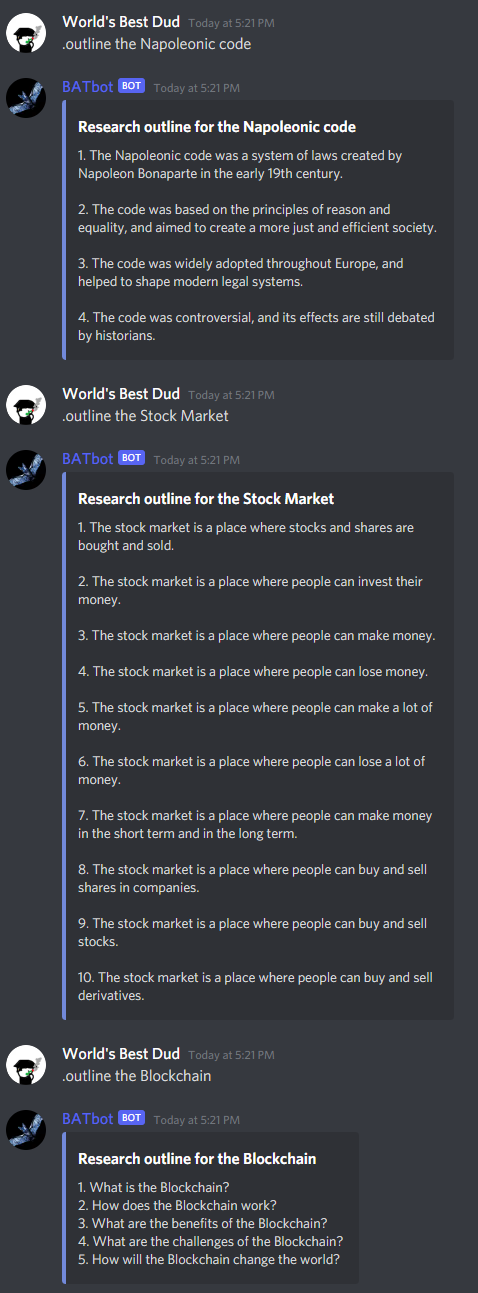 World's Best Dud Today at 5:21 PM
.outline the Napoleonic code
BATbot BOT Today at 5:21 PM
Research outline for the Napoleonic code
1. The Napoleonic code was a system of laws created by
Napoleon Bonaparte in the early 19th century.
2. The code was based on the principles of reason and
equality, and aimed to create a more just and efficient society.
3. The code was widely adopted throughout Europe, and
helped to shape modern legal systems.
4. The code was controversial, and its effects are still debated
by historians.
World's Best Dud Today at 5:21 PM
.outline the Stock Market
BATbot BOT Today at 5:21 PM
Research outline for the Stock Market
1. The stock market is a place where stocks and shares are
bought and sold.
2. The stock market is a place where people can invest their
money.
3. The stock market is a place where people can make money.
4. The stock market is a place where people can lose money.
5. The stock market is a place where people can make a lot of
money.
6. The stock market is a place where people can lose a lot of
money.
7. The stock market is a place where people can make money
in the short term and in the long term.
8. The stock market is a place where people can buy and sell
shares in companies.
9. The stock market is a place where people can buy and sell
stocks.
10. The stock market is a place where people can buy and sell
derivatives.
World's Best Dud Today at 5:21 PM
.outline the Blockchain
BATbot BOT Today at 5:21 PM
Research outline for the Blockchain
1. What is the Blockchain?
2. How does the Blockchain work?
3. What are the benefits of the Blockchain?
4. What are the challenges of the Blockchain?
5. How will the Blockchain change the world?